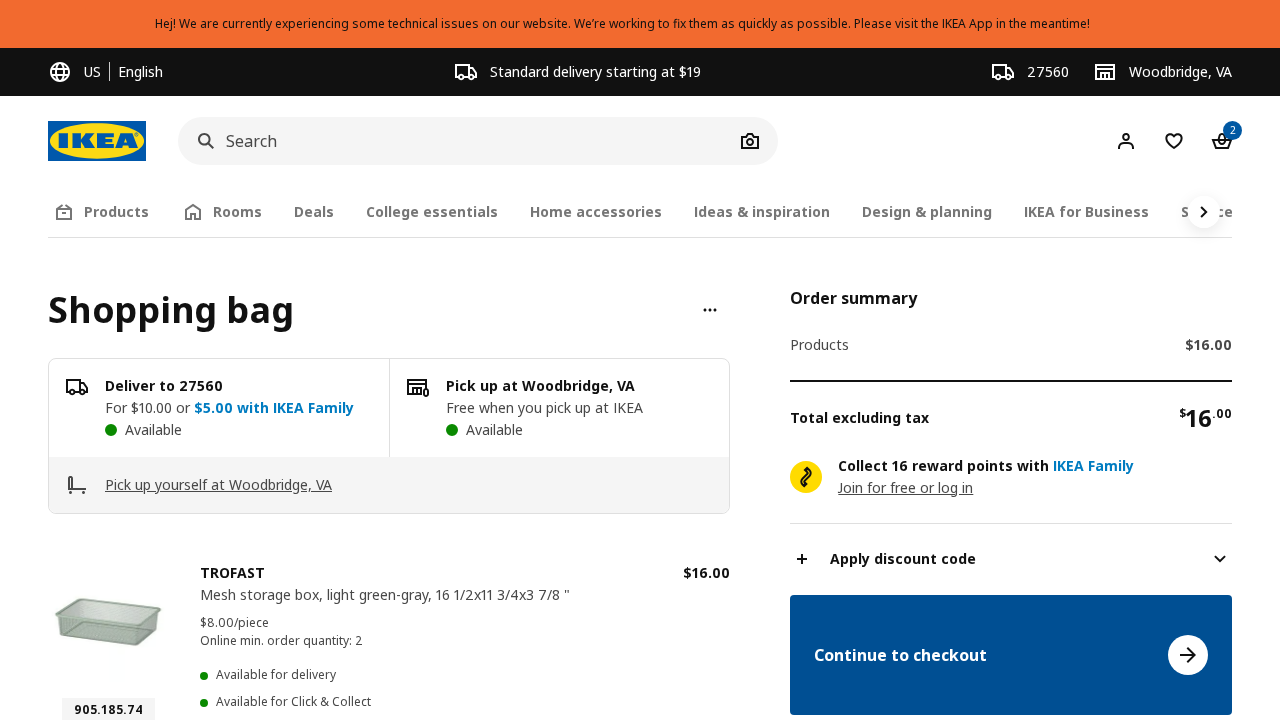 Hej! We are currently experiencing some technical issues on our website. We’re working to fix them as quickly as possible. Please visit the IKEA App in the meantime!
US English
Standard delivery starting at $19
27560
Woodbridge, VA
IKEA
Search
2
Products
Rooms
Deals
College essentials
Home accessories
Ideas & inspiration
Design & planning
IKEA for Business
Shopping bag
Deliver to 27560
For $10.00 or $5.00 with IKEA Family
Available
Pick up at Woodbridge, VA
Free when you pick up at IKEA
Available
Pick up yourself at Woodbridge, VA
TROFAST $16.00
Mesh storage box, light green-gray, 16 1/2x11 3/4x3 7/8 "
$8.00/piece
Online min. order quantity: 2
Available for delivery
Available for Click & Collect
905.185.74
Order summary
Products $16.00
Total excluding tax $16.00
Collect 16 reward points with IKEA Family
Join for free or log in
Apply discount code
Continue to checkout